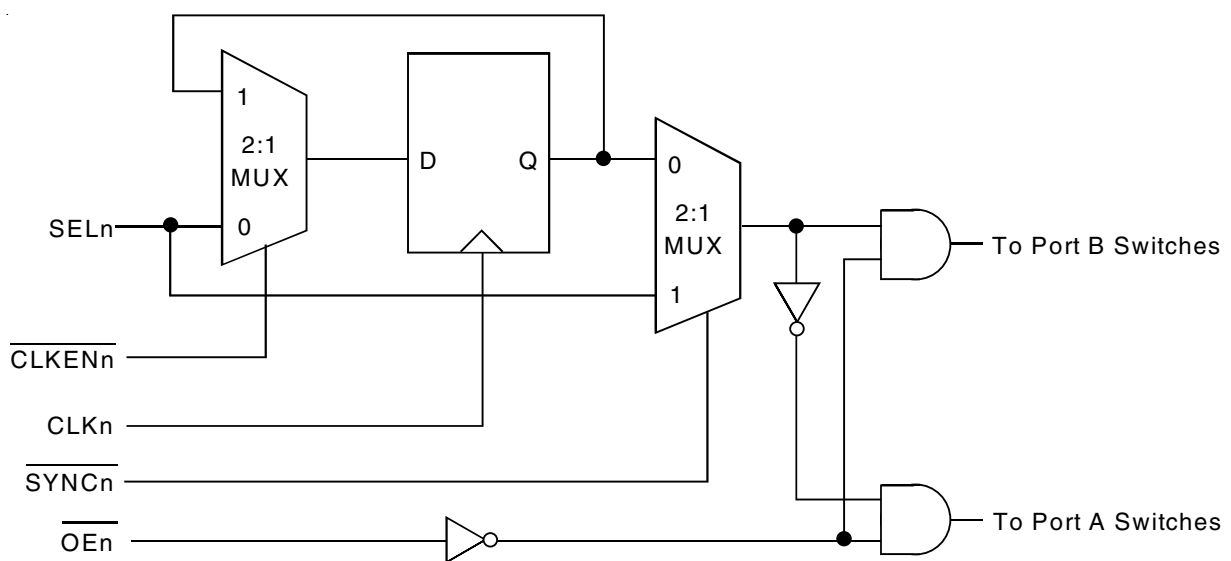 1
2:1
MUX
0
D
Q
0
2:1
MUX
1
SELn
CLKENn
CLKn
SYNCn
OEn
To Port B Switches
To Port A Switches